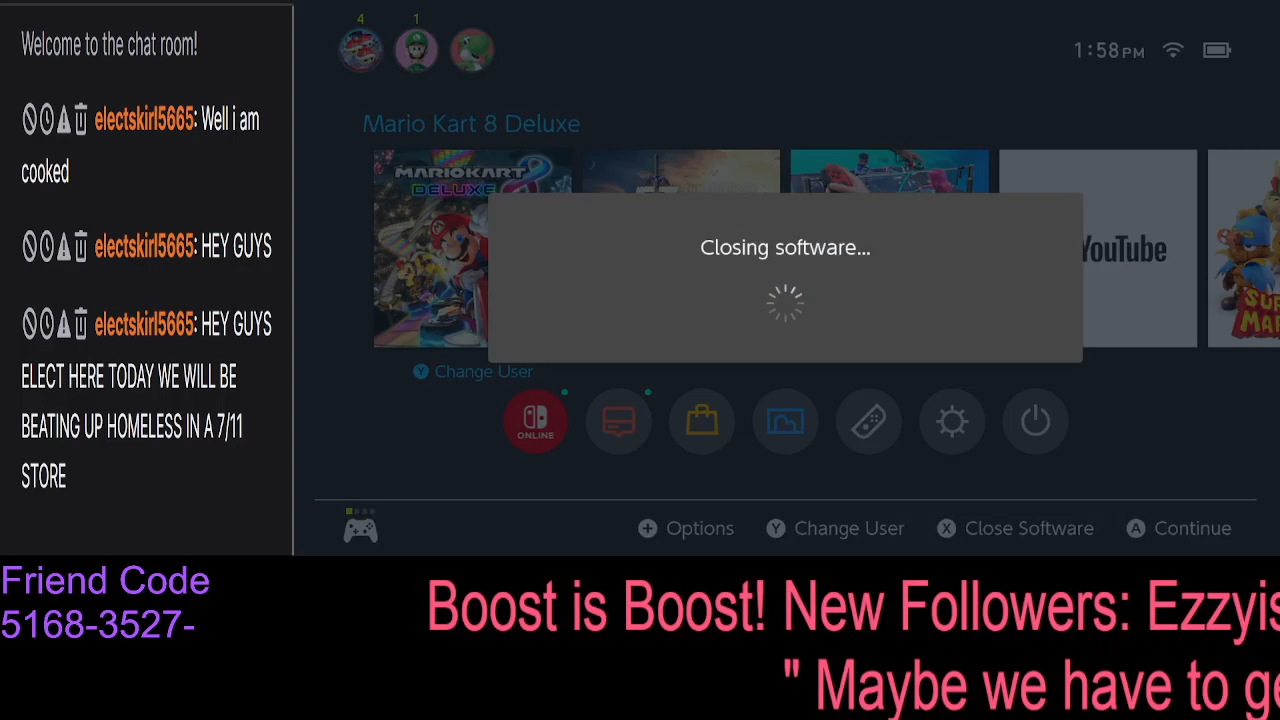 Welcome to the chat room!
electskirl5665: Well i am
cooked
electskirl5665: HEY GUYS
electskirl5665: HEY GUYS
ELECT HERE TODAY WE WILL BE
BEATING UP HOMELESS IN A 7/11
STORE
4
1
1:58 PM
Mario Kart 8 Deluxe
MARIOKART
DELUXE 8
YouTube
Closing software...
Y Change User
ONLINE
+ Options
Y Change User
X Close Software
A Continue
Friend Code
5168-3527-
Boost is Boost! New Followers:
" Maybe we have to